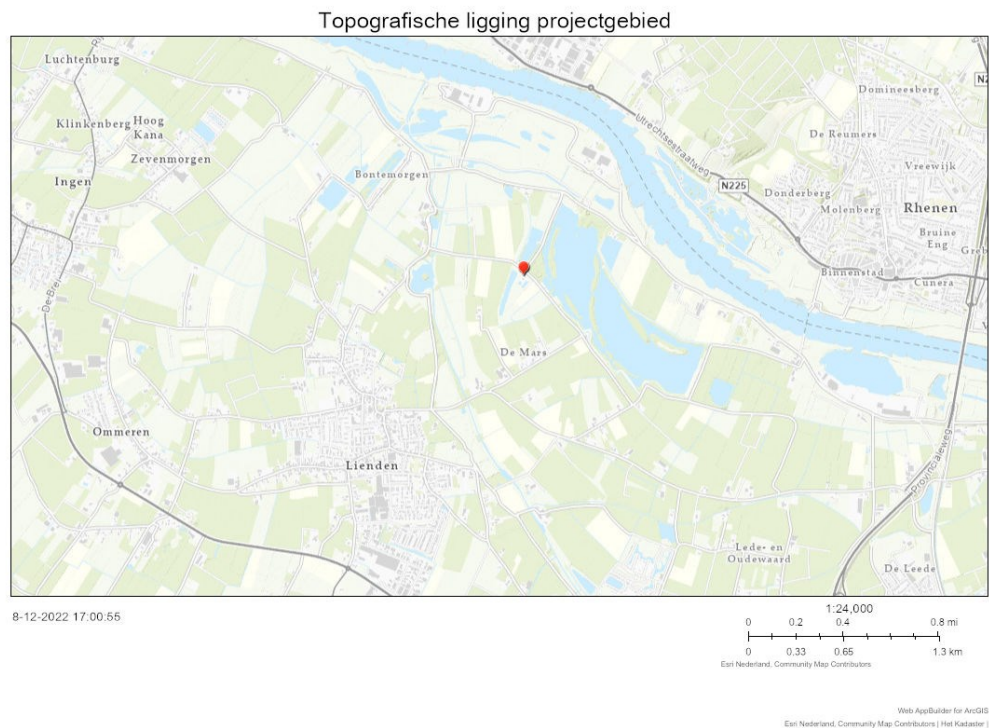 Topografische ligging projectgebied
Luchtenburg
Domineesberg
Klinkenberg
Hoog
Kana
Utrechtsestraatweg
De Reumers
Zevenmorgen
Vreewijk
Bontemorgen
Ingen
N225
Donderberg
Molenberg
Rhenen
Bruine
Eng
Binnenstad
Cunera
De Mars
Ommeren
Lienden
Provincialeweg
Lede- en
Oudewaard
De Leede
8-12-2022 17:00:55
1:24,000
0 0.2 0.4 0.8 mi
0 0.33 0.65 1.3 km
Esri Nederland, Community Map Contributors
Web AppBuilder for ArcGIS
Esri Nederland, Community Map Contributors | Het Kadaster |